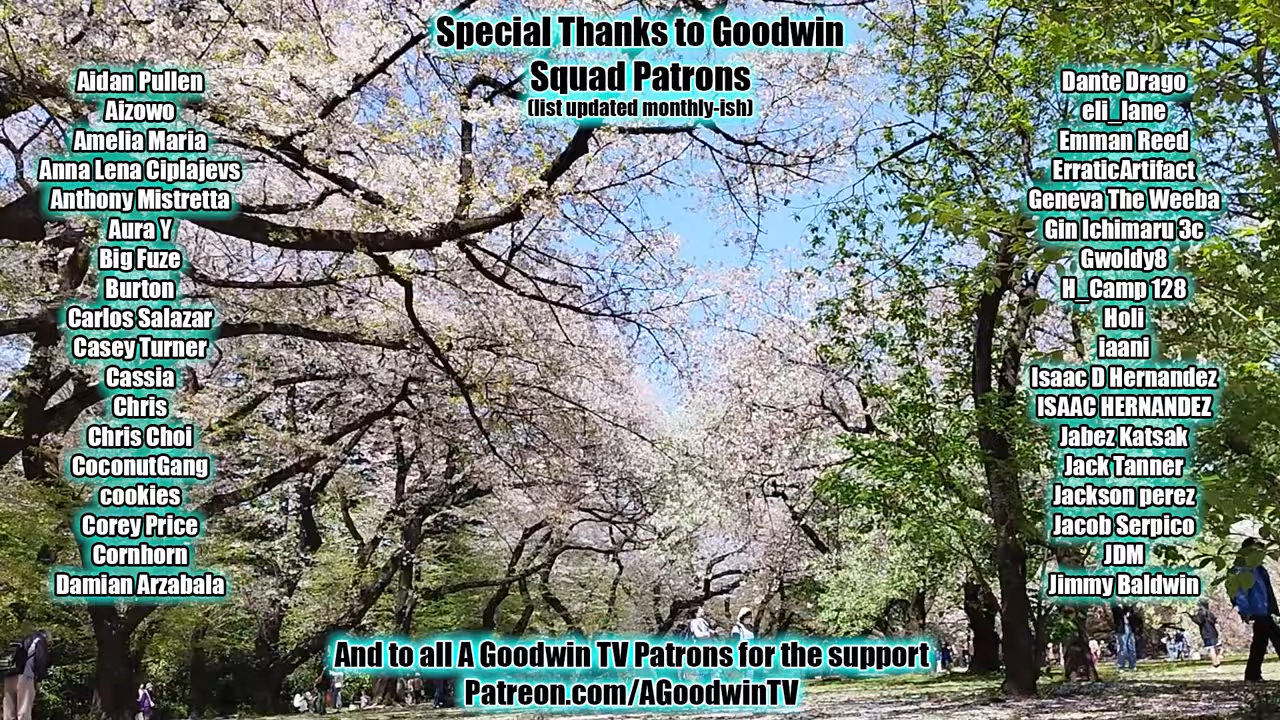 Special Thanks to Goodwin
Squad Patrons
(list updated monthly-ish)
Aidan Pullen
Aizowo
Amelia Maria
Anna Lena Ciplajevs
Anthony Mistretta
Aura Y
Big Fuze
Burton
Carlos Salazar
Casey Turner
Cassia
Chris
Chris Choi
CoconutGang
cookies
Corey Price
Cornhorn
Damian Arzabala
Dante Drago
eli_lane
Emman Reed
ErraticArtifact
Geneva The Weeba
Gin Ichimaru 3c
Gwoldy8
H_Camp 128
Holi
iaani
Isaac D Hernandez
ISAAC HERNANDEZ
Jabez Katsak
Jack Tanner
Jackson perez
Jacob Serpico
JDM
Jimmy Baldwin
And to all A Goodwin TV Patrons for the support
Patreon.com/AGoodwinTV